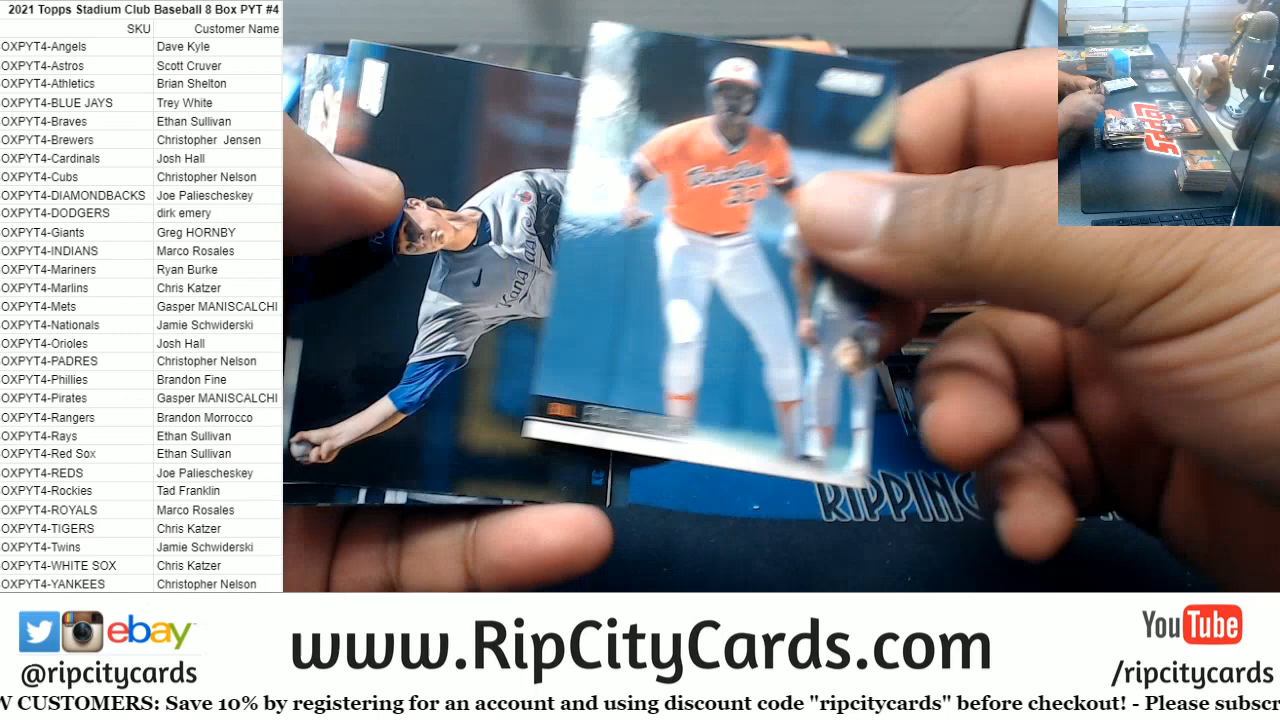 2021 Topps Stadium Club Baseball 8 Box PYT #4
SKU Customer Name
OXPYT4-Angels Dave Kyle
OXPYT4-Astros Scott Cruver
OXPYT4-Athletics Brian Shelton
OXPYT4-BLUE JAYS Trey White
OXPYT4-Braves Ethan Sullivan
OXPYT4-Brewers Christopher Jensen
OXPYT4-Cardinals Josh Hall
OXPYT4-Cubs Christopher Nelson
OXPYT4-DIAMONDBACKS Joe Paliescheskey
OXPYT4-DODGERS dirk emery
OXPYT4-Giants Greg HORNBY
OXPYT4-INDIANS Marco Rosales
OXPYT4-Mariners Ryan Burke
OXPYT4-Marlins Chris Katzer
OXPYT4-Mets Gasper MANISCALCHI
OXPYT4-Nationals Jamie Schwiderski
OXPYT4-Orioles Josh Hall
OXPYT4-PADRES Christopher Nelson
OXPYT4-Phillies Brandon Fine
OXPYT4-Pirates Gasper MANISCALCHI
OXPYT4-Rangers Brandon Morrocco
OXPYT4-Rays Ethan Sullivan
OXPYT4-Red Sox Ethan Sullivan
OXPYT4-REDS Joe Paliescheskey
OXPYT4-Rockies Tad Franklin
OXPYT4-ROYALS Marco Rosales
OXPYT4-TIGERS Chris Katzer
OXPYT4-Twins Jamie Schwiderski
OXPYT4-WHITE SOX Chris Katzer
OXPYT4-YANKEES Christopher Nelson
Kansas
33
RIPPING
TOPPS
ebay
@ripcitycards
www.RipCityCards.com
YouTube
/ripcitycards
W CUSTOMERS: Save 10% by registering for an account and using discount code "ripcitycards" before checkout! - Please subscr